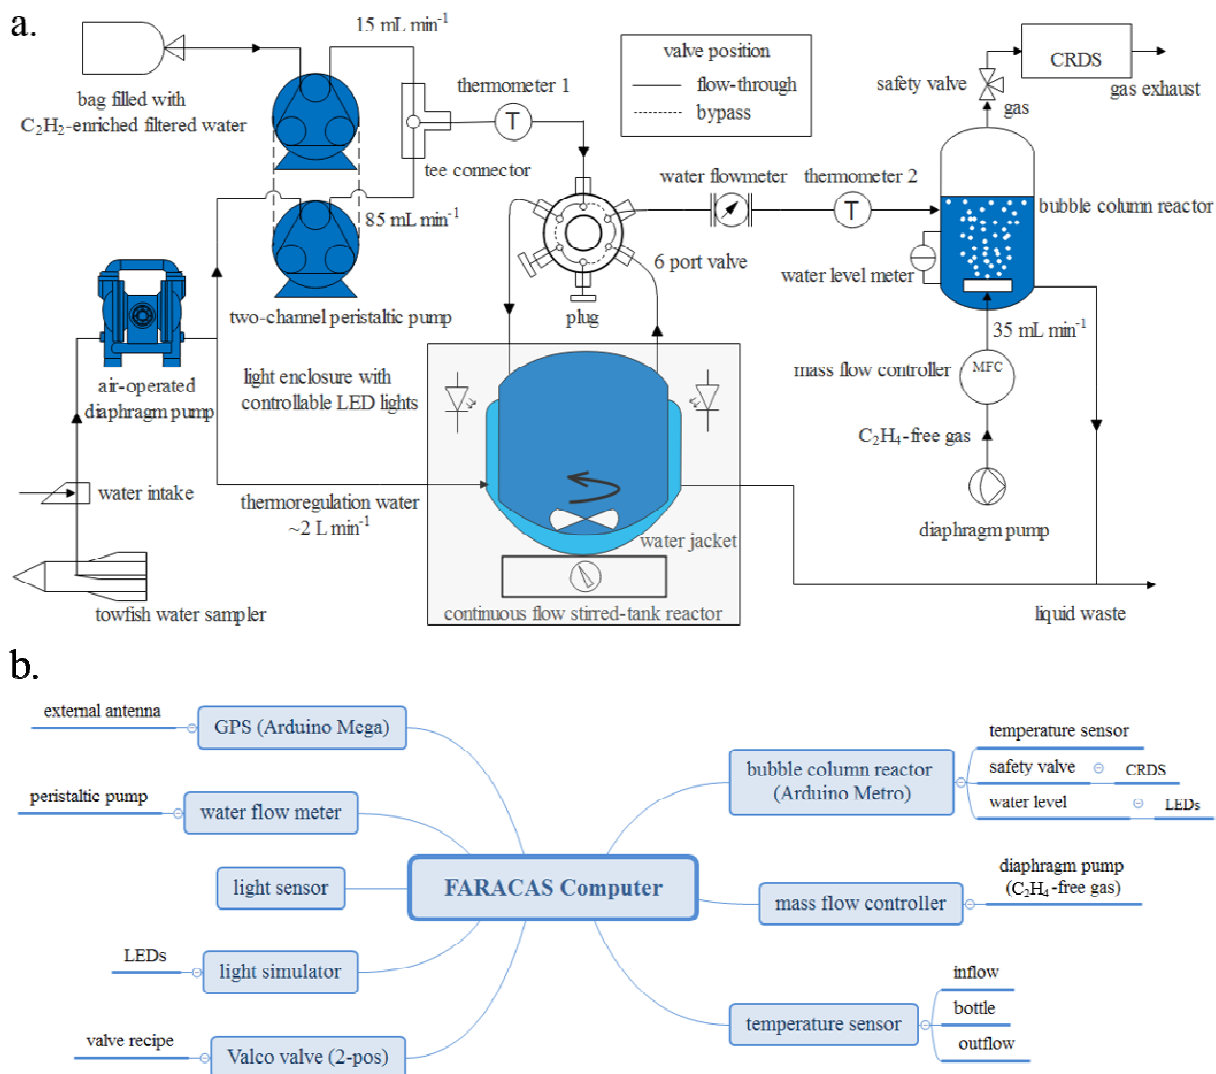 a.
15 mL min-1
bag filled with
C2H2-enriched filtered water
thermometer 1
T
tee connector
valve position
flow-through
bypass
safety valve
CRDS
gas exhaust
gas
85 mL min-1
two-channel peristaltic pump
6 port valve
plug
water flowmeter
thermometer 2
T
bubble column reactor
water level meter
35 mL min-1
mass flow controller
MFC
C2H4-free gas
diaphragm pump
air-operated
diaphragm pump
light enclosure with
controllable LED lights
water intake
thermoregulation water
~2 L min-1
water jacket
towfish water sampler
continuous flow stirred-tank reactor
liquid waste
b.
external antenna
GPS (Arduino Mega)
peristaltic pump
water flow meter
light sensor
LEDs
light simulator
valve recipe
Valco valve (2-pos)
FARACAS Computer
bubble column reactor
(Arduino Metro)
temperature sensor
safety valve
CRDS
water level
LEDs
mass flow controller
diaphragm pump
(C2H4-free gas)
temperature sensor
inflow
bottle
outflow